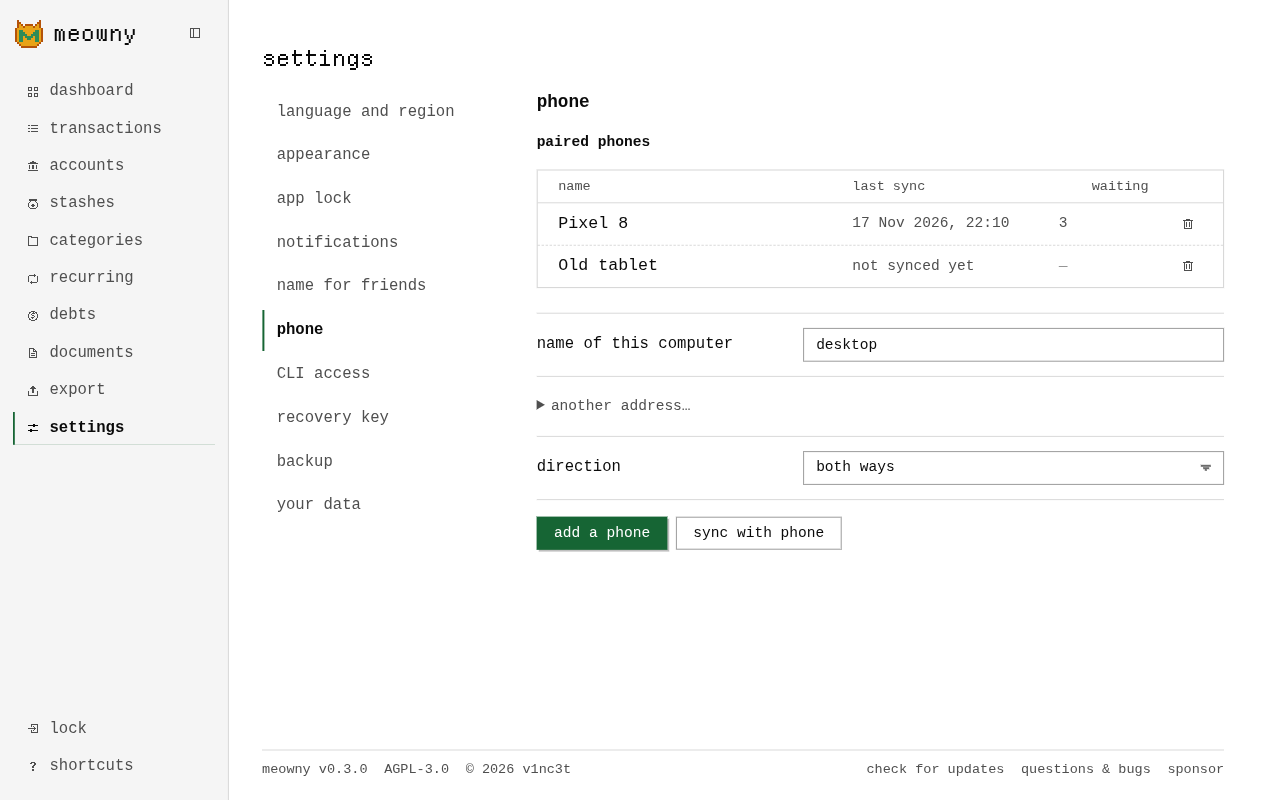 meowny
dashboard
transactions
accounts
stashes
categories
recurring
debts
documents
export
settings
lock
? shortcuts
settings
language and region
appearance
app lock
notifications
name for friends
phone
CLI access
recovery key
backup
your data
phone
paired phones
name last sync waiting
Pixel 8 17 Nov 2026, 22:10 3
Old tablet not synced yet —
name of this computer desktop
another address…
direction both ways
add a phone sync with phone
meowny v0.3.0 AGPL-3.0 © 2026 v1nc3t check for updates questions & bugs sponsor